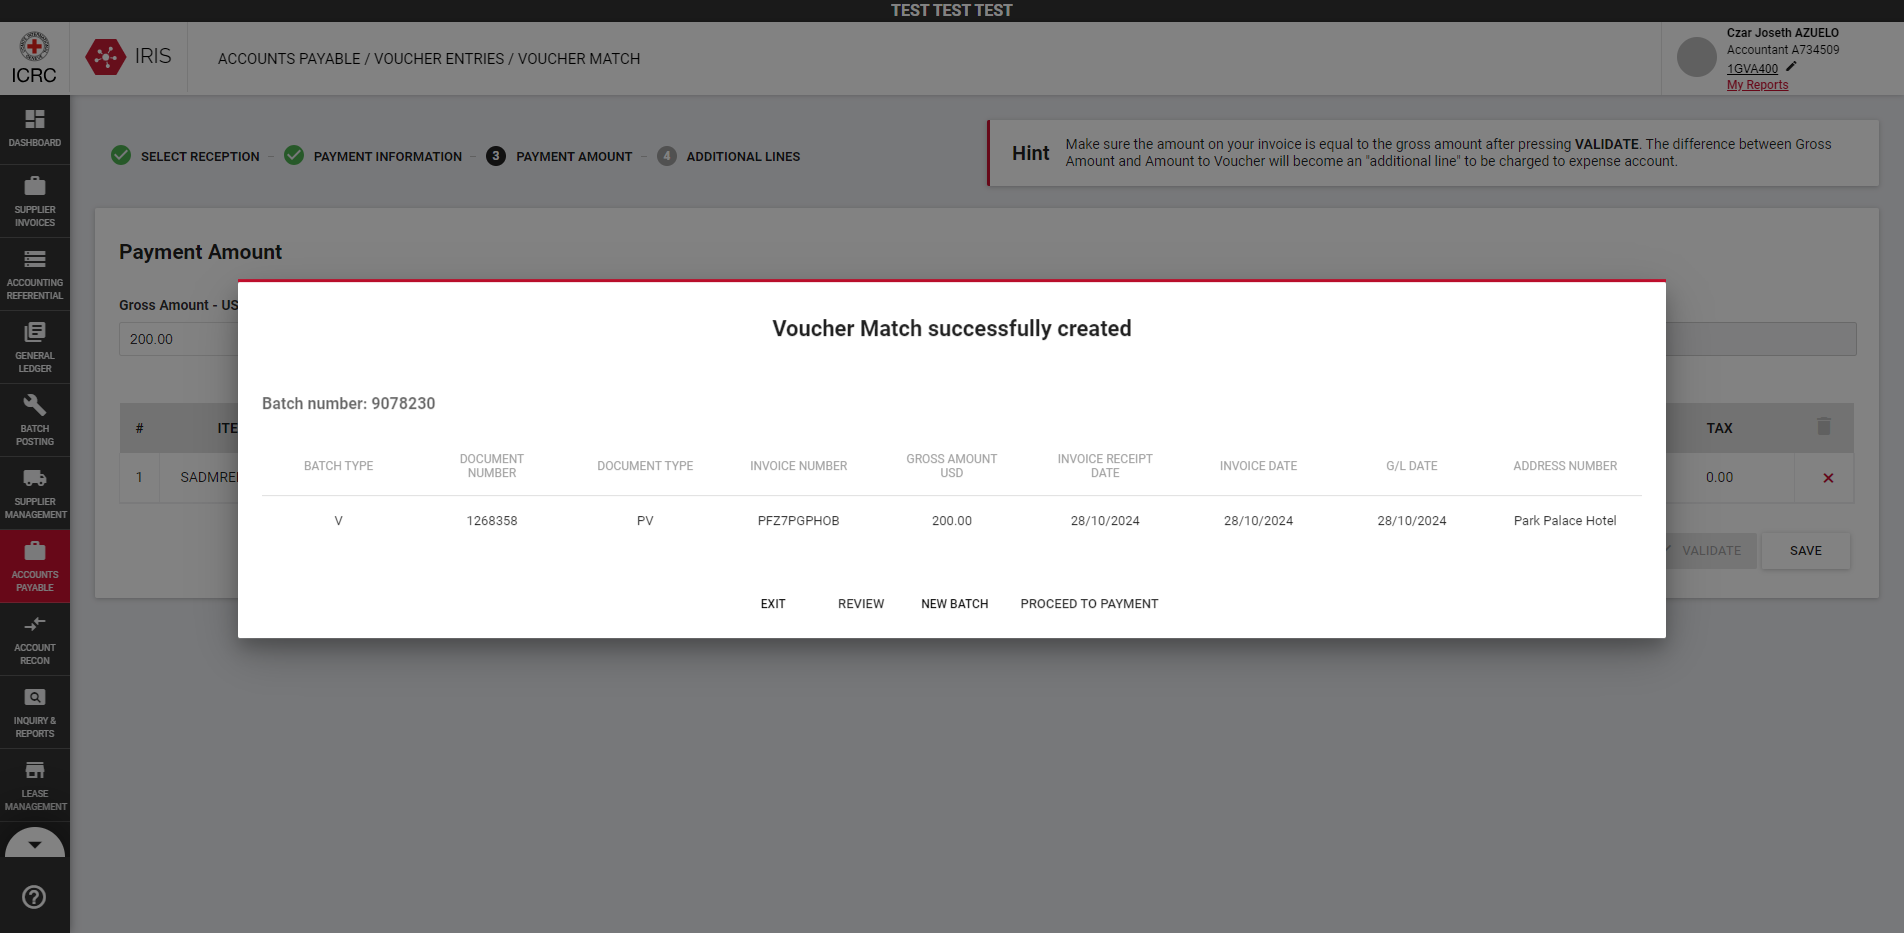 TEST TEST TEST
ICRC
IRIS
ACCOUNTS PAYABLE / VOUCHER ENTRIES / VOUCHER MATCH
Czar Joseth AZUELO
Accountant A734509
1GVA400
My Reports
DASHBOARD
SUPPLIER
INVOICES
ACCOUNTING
REFERENTIAL
GENERAL
LEDGER
BATCH
POSTING
SUPPLIER
MANAGEMENT
ACCOUNTS
PAYABLE
ACCOUNT
RECON
INQUIRY &
REPORTS
LEASE
MANAGEMENT
SELECT RECEPTION
PAYMENT INFORMATION
3 PAYMENT AMOUNT
4 ADDITIONAL LINES
Hint
Make sure the amount on your invoice is equal to the gross amount after pressing VALIDATE. The difference between Gross
Amount and Amount to Voucher will become an "additional line" to be charged to expense account.
Payment Amount
Gross Amount - US
200.00
# ITE TAX
1 SADMRE 0.00
VALIDATE SAVE
Voucher Match successfully created
Batch number: 9078230
BATCH TYPE DOCUMENT NUMBER DOCUMENT TYPE INVOICE NUMBER GROSS AMOUNT USD INVOICE RECEIPT DATE INVOICE DATE G/L DATE ADDRESS NUMBER
V 1268358 PV PFZ7PGPHOB 200.00 28/10/2024 28/10/2024 28/10/2024 Park Palace Hotel
EXIT REVIEW NEW BATCH PROCEED TO PAYMENT